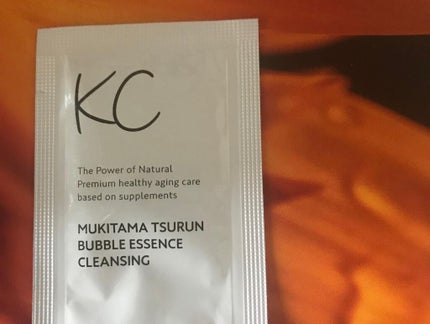 KC
The Power of Natural
Premium healthy aging care
based on supplements
MUKITAMA TSURUN
BUBBLE ESSENCE
CLEANSING